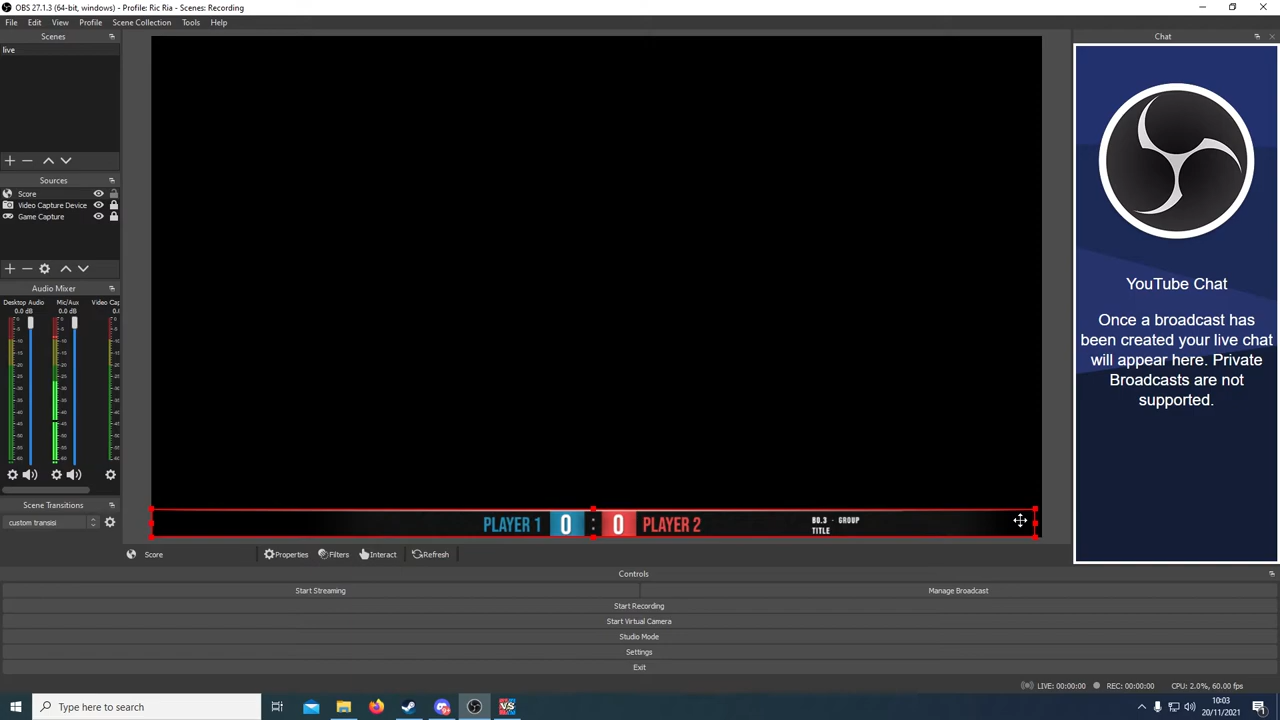 OBS 27.1.3 (64-bit, windows) - Profile: Ric Ria - Scenes: Recording
File Edit View Profile Scene Collection Tools Help
Scenes
live
Sources
Score
Video Capture Device
Game Capture
Audio Mixer
Desktop Audio Mic/Aux Video Cap
0.0 dB 0.0 dB
Scene Transitions
custom transisi
PLAYER 1 0 : 0 PLAYER 2
BO.3 - GROUP
TITLE
Score Properties Filters Interact Refresh
Controls
Start Streaming Manage Broadcast
Start Recording
Start Virtual Camera
Studio Mode
Settings
Exit
LIVE: 00:00:00 REC: 00:00:00 CPU: 2.0%, 60.00 fps
Chat
YouTube Chat
Once a broadcast has
been created your live chat
will appear here. Private
Broadcasts are not
supported.
Type here to search
VS
10:03
20/11/2021